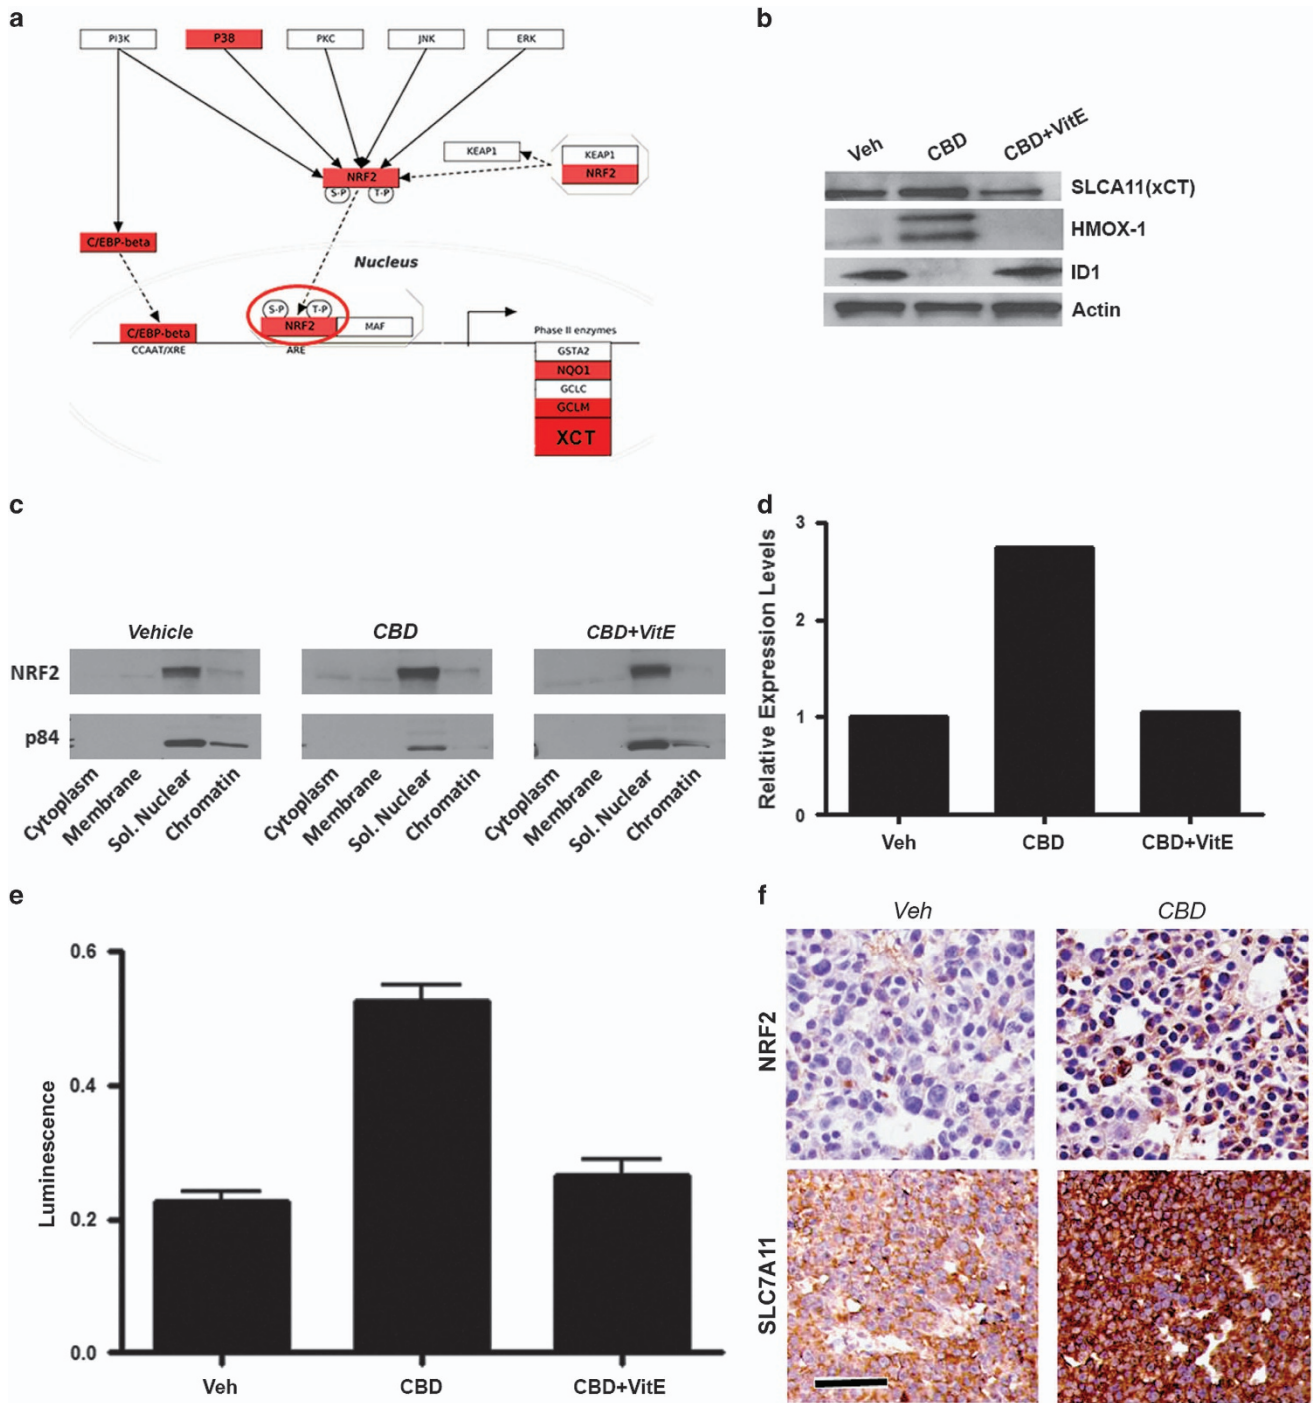 a
PI3K
P38
PKC
JNK
ERK
KEAP1
KEAP1
NRF2
NRF2
S-P
T-P
C/EBP-beta
Nucleus
S-P
T-P
NRF2
MAF
C/EBP-beta
CCAAT/XRE
ARE
Phase II enzymes
GSTA2
NQO1
GCLC
GCLM
XCT
b
Veh
CBD
CBD+VitE
SLCA11(xCT)
HMOX-1
ID1
Actin
c
Vehicle
CBD
CBD+VitE
NRF2
p84
Cytoplasm
Membrane
Sol. Nuclear
Chromatin
Cytoplasm
Membrane
Sol. Nuclear
Chromatin
Cytoplasm
Membrane
Sol. Nuclear
Chromatin
d
Relative Expression Levels
3
2
1
0
Veh
CBD
CBD+VitE
e
Luminescence
0.6
0.4
0.2
0.0
Veh
CBD
CBD+VitE
f
Veh
CBD
NRF2
SLC7A11